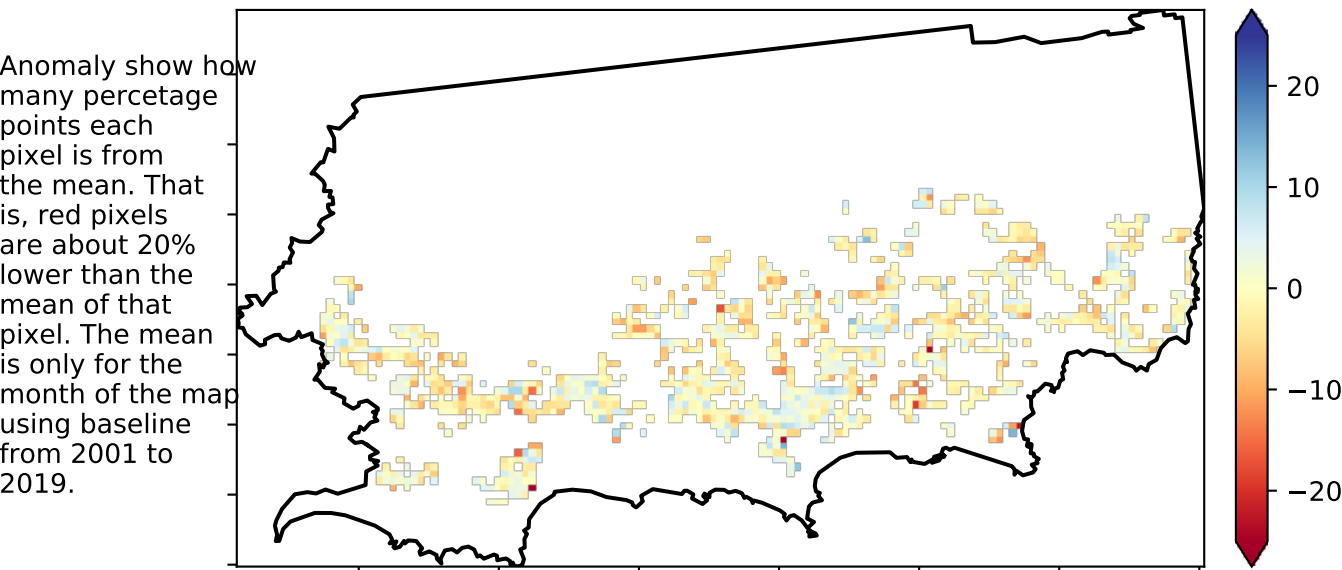 Anomaly show how
many percetage
points each
pixel is from
the mean. That
is, red pixels
are about 20%
lower than the
mean of that
pixel. The mean
is only for the
month of the map
using baseline
from 2001 to
2019.
20
10
0
−10
−20